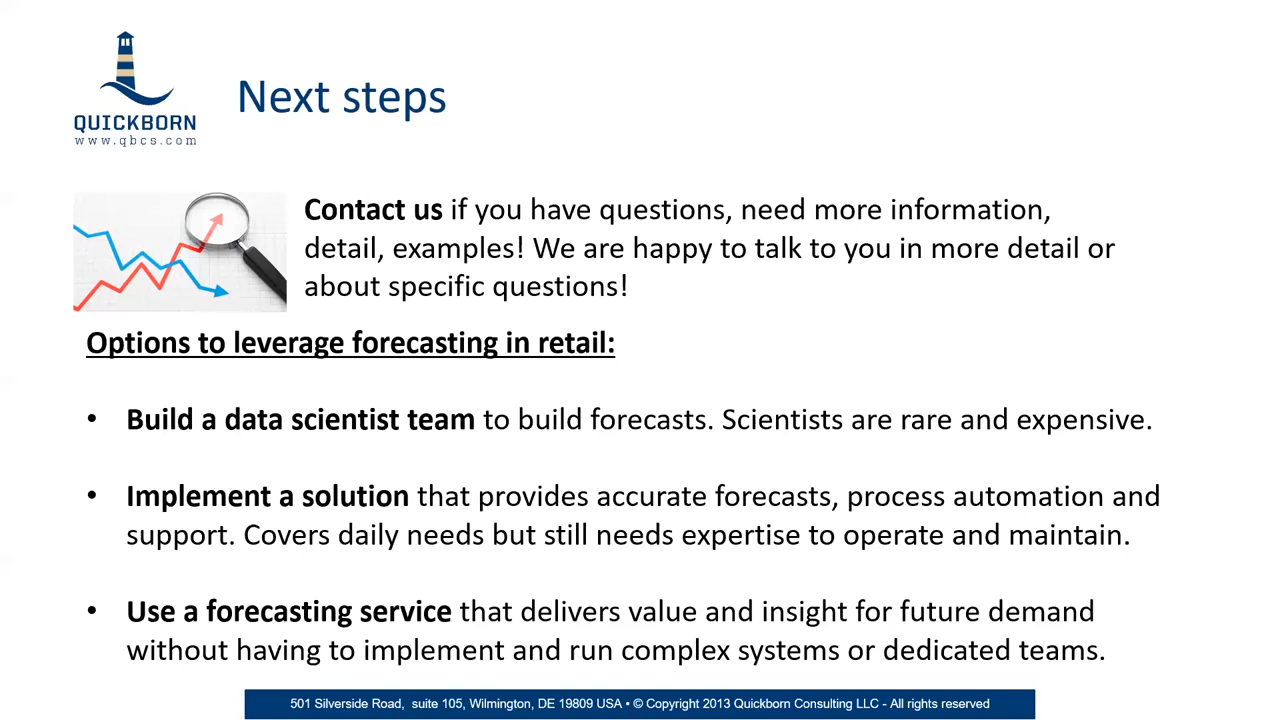 QUICKBORN
www.qbcs.com
Next steps
Contact us if you have questions, need more information,
detail, examples! We are happy to talk to you in more detail or
about specific questions!
Options to leverage forecasting in retail:
• Build a data scientist team to build forecasts. Scientists are rare and expensive.
• Implement a solution that provides accurate forecasts, process automation and
support. Covers daily needs but still needs expertise to operate and maintain.
• Use a forecasting service that delivers value and insight for future demand
without having to implement and run complex systems or dedicated teams.
501 Silverside Road, suite 105, Wilmington, DE 19809 USA • © Copyright 2013 Quickborn Consulting LLC - All rights reserved